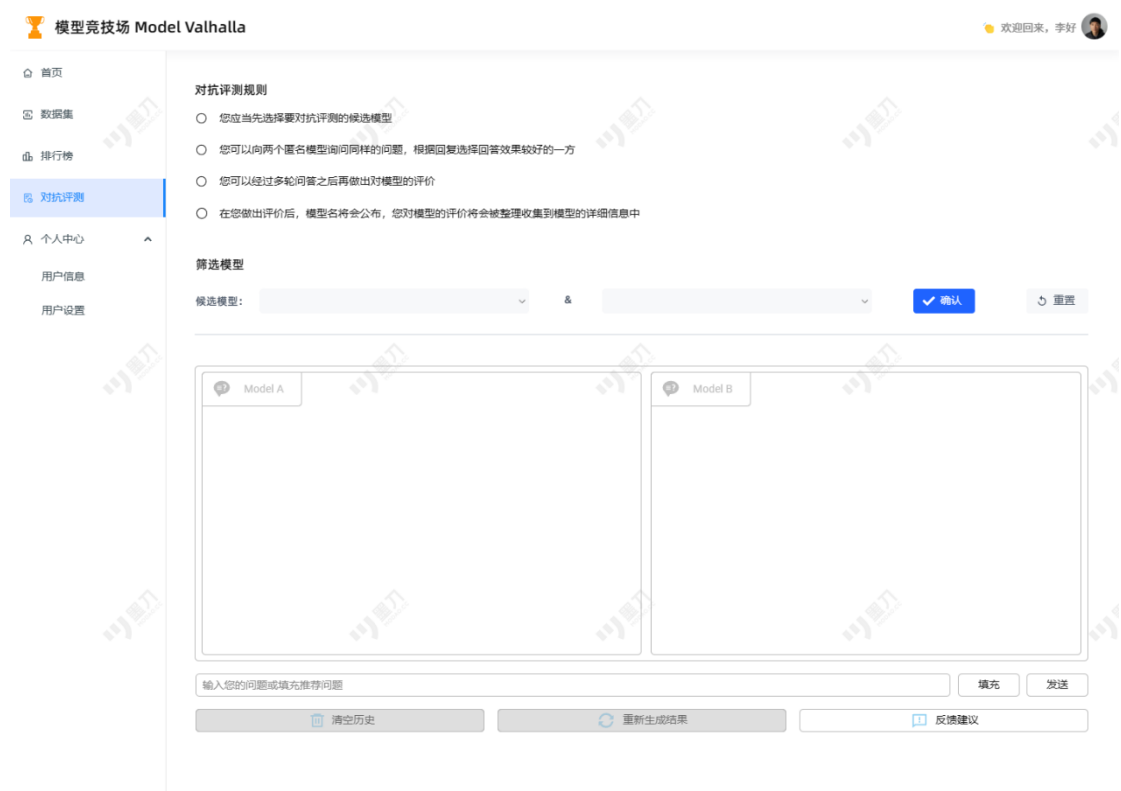 模型竞技场 Model Valhalla
欢迎回来，李好
首页
数据集
排行榜
对抗评测
个人中心
用户信息
用户设置
对抗评测规则
您应当先选择要对抗评测的候选模型
您可以向两个匿名模型询问同样的问题，根据回复选择回答效果较好的一方
您可以经过多轮问答之后再做出对模型的评价
在您做出评价后，模型名将会公布，您对模型的评价将会被整理收集到模型的详细信息中
筛选模型
候选模型： & 确认 重置
Model A
Model B
输入您的问题或填充推荐问题 填充 发送
清空历史 重新生成结果 反馈建议
墨刀